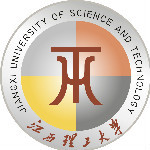 JIANGXI UNIVERSITY OF SCIENCE AND TECHNOLOGY
江西理工大学